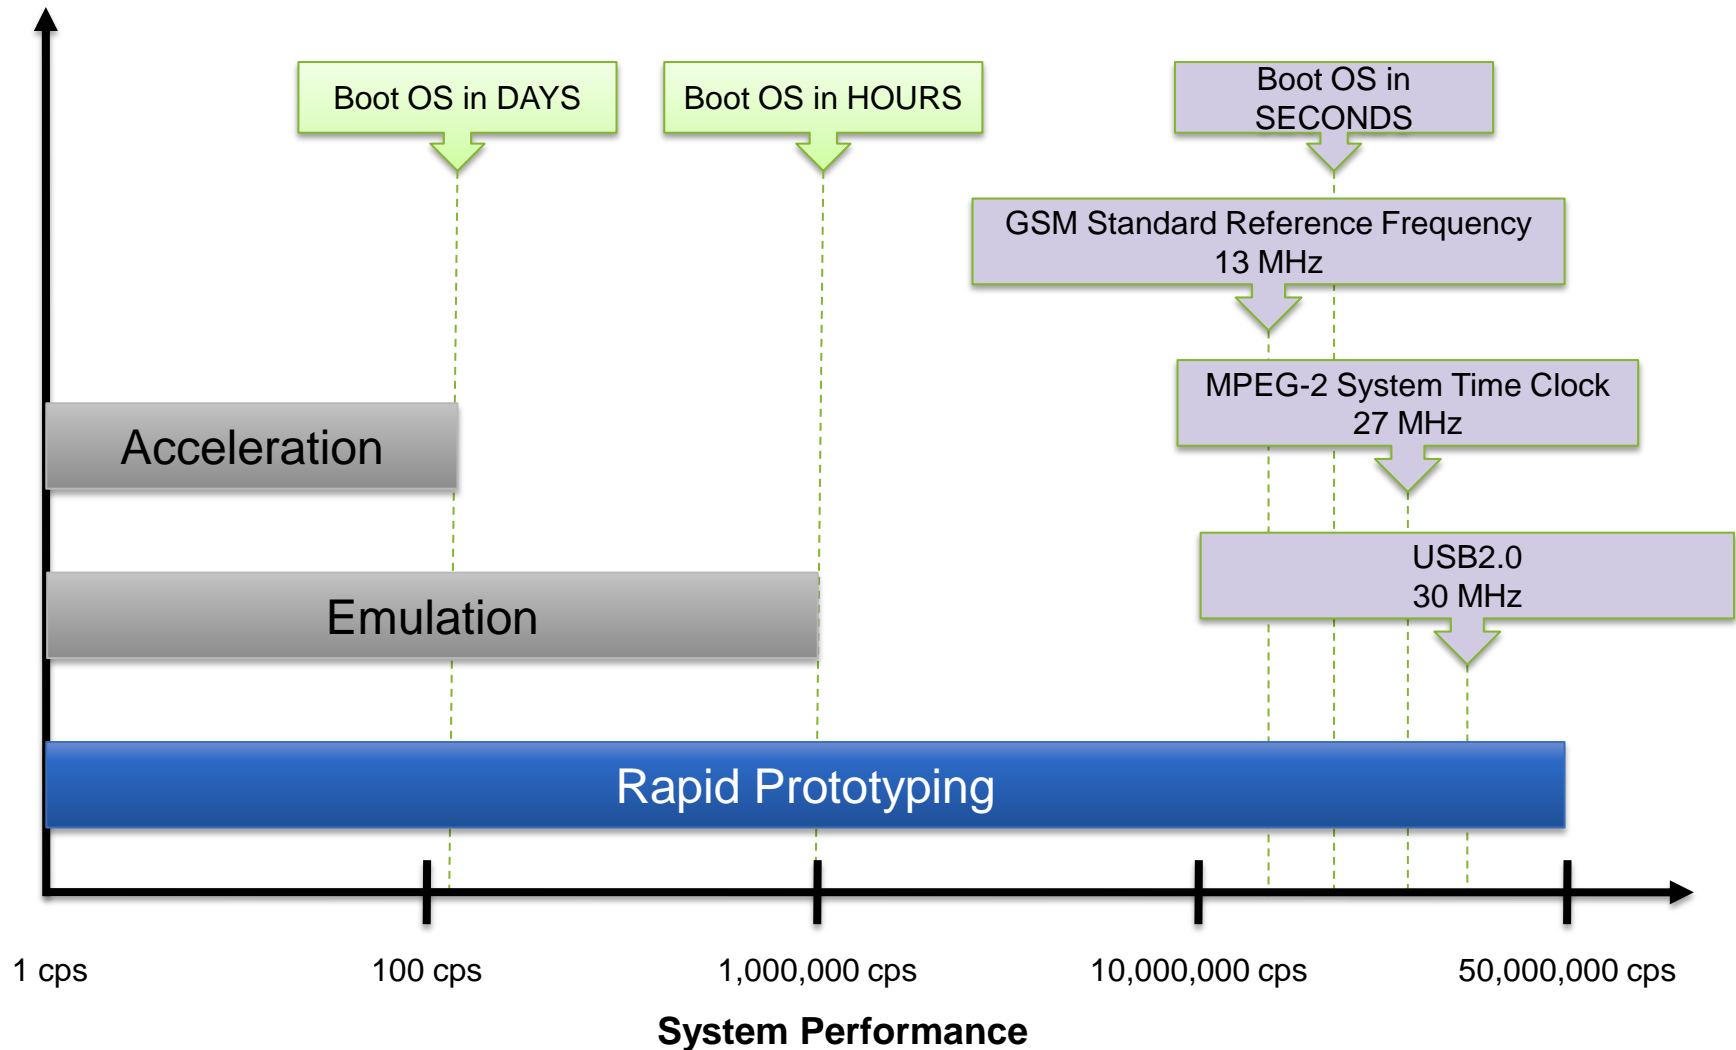 Boot OS in DAYS
Boot OS in HOURS
Boot OS in
SECONDS
GSM Standard Reference Frequency
13 MHz
MPEG-2 System Time Clock
27 MHz
Acceleration
USB2.0
30 MHz
Emulation
Rapid Prototyping
1 cps
100 cps
1,000,000 cps
10,000,000 cps
50,000,000 cps
System Performance